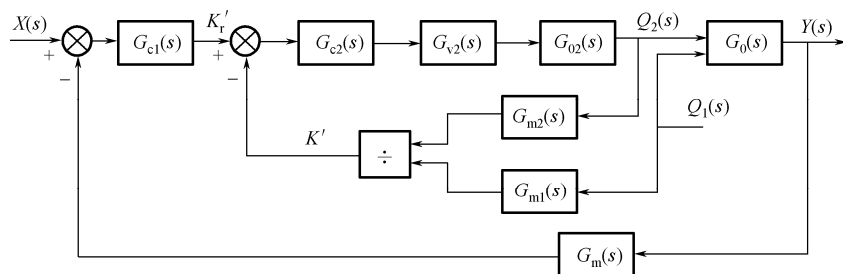 X(s)
+
−
G_c1(s)
K_r′
+
−
G_c2(s)
G_v2(s)
G_02(s)
Q_2(s)
G_0(s)
Y(s)
G_m2(s)
Q_1(s)
K′
÷
G_m1(s)
G_m(s)